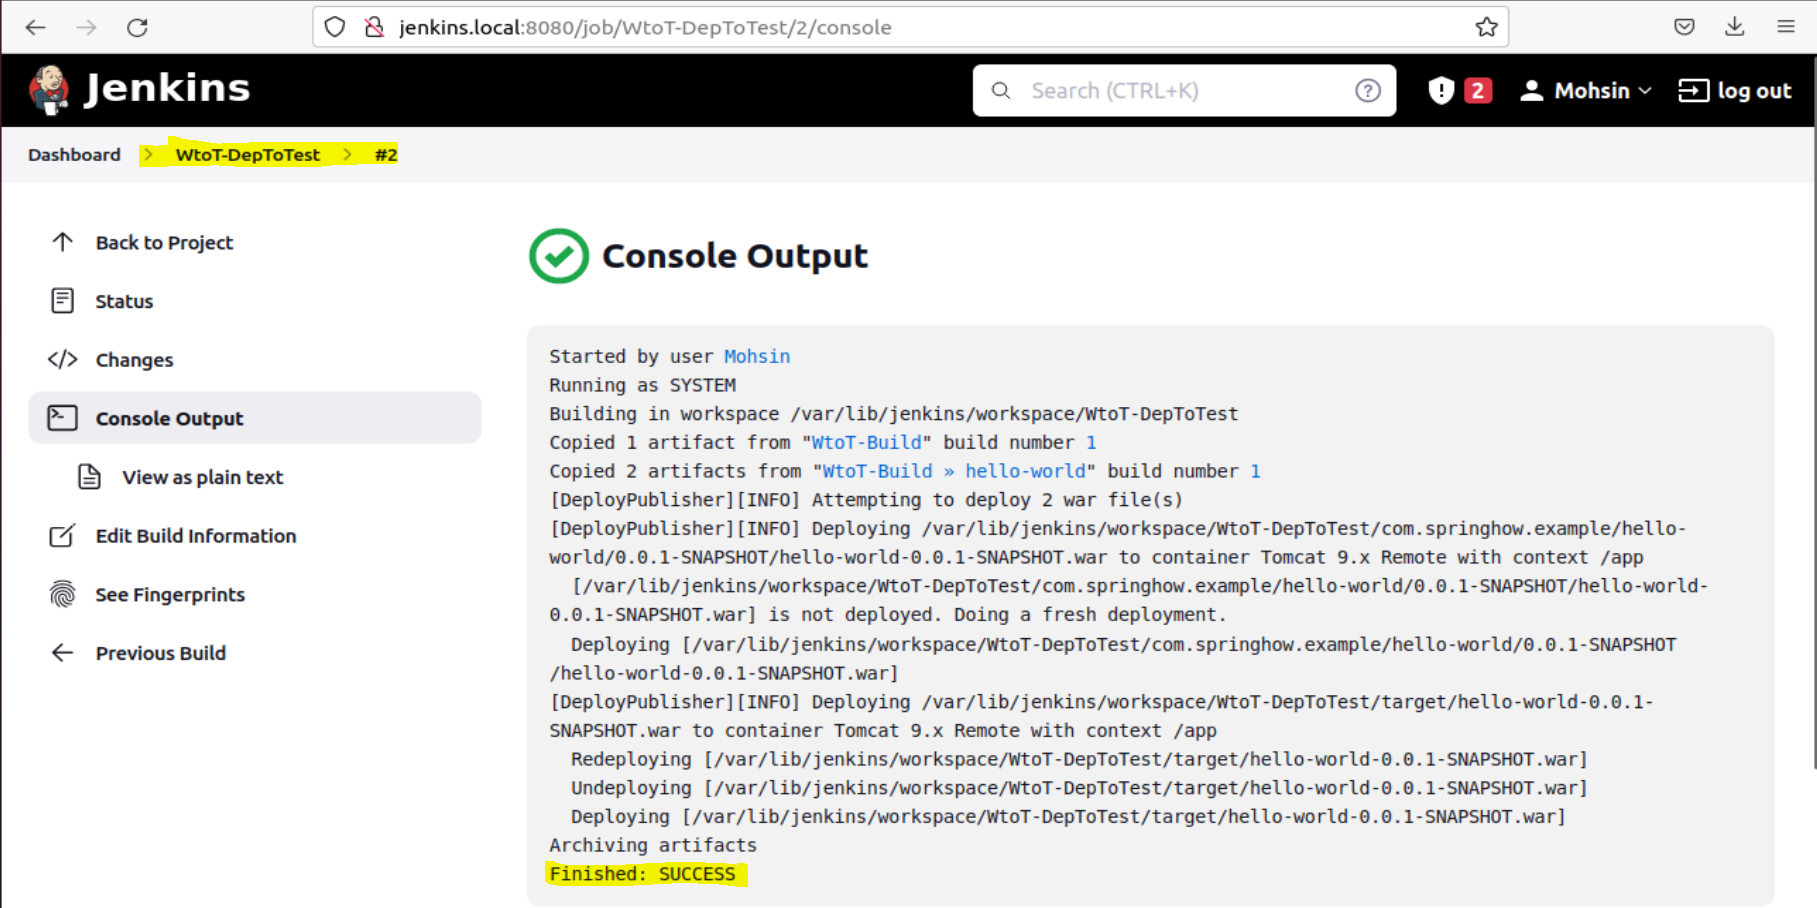 jenkins.local:8080/job/WtoT-DepToTest/2/console
Jenkins
Search (CTRL+K)
2
Mohsin
log out
Dashboard > WtoT-DepToTest > #2
Back to Project
Status
Changes
Console Output
View as plain text
Edit Build Information
See Fingerprints
Previous Build
Console Output
Started by user Mohsin
Running as SYSTEM
Building in workspace /var/lib/jenkins/workspace/WtoT-DepToTest
Copied 1 artifact from "WtoT-Build" build number 1
Copied 2 artifacts from "WtoT-Build » hello-world" build number 1
[DeployPublisher][INFO] Attempting to deploy 2 war file(s)
[DeployPublisher][INFO] Deploying /var/lib/jenkins/workspace/WtoT-DepToTest/com.springhow.example/hello-
world/0.0.1-SNAPSHOT/hello-world-0.0.1-SNAPSHOT.war to container Tomcat 9.x Remote with context /app
[/var/lib/jenkins/workspace/WtoT-DepToTest/com.springhow.example/hello-world/0.0.1-SNAPSHOT/hello-world-
0.0.1-SNAPSHOT.war] is not deployed. Doing a fresh deployment.
Deploying [/var/lib/jenkins/workspace/WtoT-DepToTest/com.springhow.example/hello-world/0.0.1-SNAPSHOT
/hello-world-0.0.1-SNAPSHOT.war]
[DeployPublisher][INFO] Deploying /var/lib/jenkins/workspace/WtoT-DepToTest/target/hello-world-0.0.1-
SNAPSHOT.war to container Tomcat 9.x Remote with context /app
Redeploying [/var/lib/jenkins/workspace/WtoT-DepToTest/target/hello-world-0.0.1-SNAPSHOT.war]
Undeploying [/var/lib/jenkins/workspace/WtoT-DepToTest/target/hello-world-0.0.1-SNAPSHOT.war]
Deploying [/var/lib/jenkins/workspace/WtoT-DepToTest/target/hello-world-0.0.1-SNAPSHOT.war]
Archiving artifacts
Finished: SUCCESS